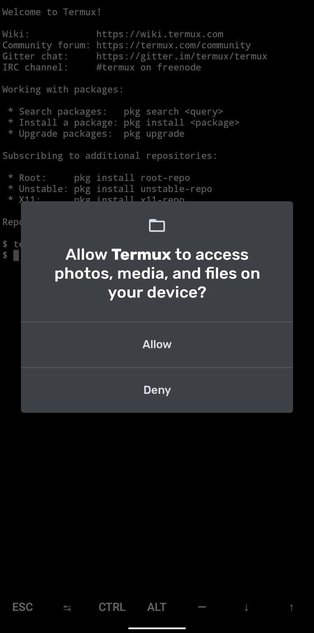 Welcome to Termux!
Wiki: https://wiki.termux.com
Community forum: https://termux.com/community
Gitter chat: https://gitter.im/termux/termux
IRC channel: #termux on freenode
Working with packages:
* Search packages: pkg search <query>
* Install a package: pkg install <package>
* Upgrade packages: pkg upgrade
Subscribing to additional repositories:
* Root: pkg install root-repo
* Unstable: pkg install unstable-repo
* X11: pkg install x11-repo
$
$
Allow Termux to access
photos, media, and files on
your device?
Allow
Deny
ESC ⇆ CTRL ALT — ↓ ↑